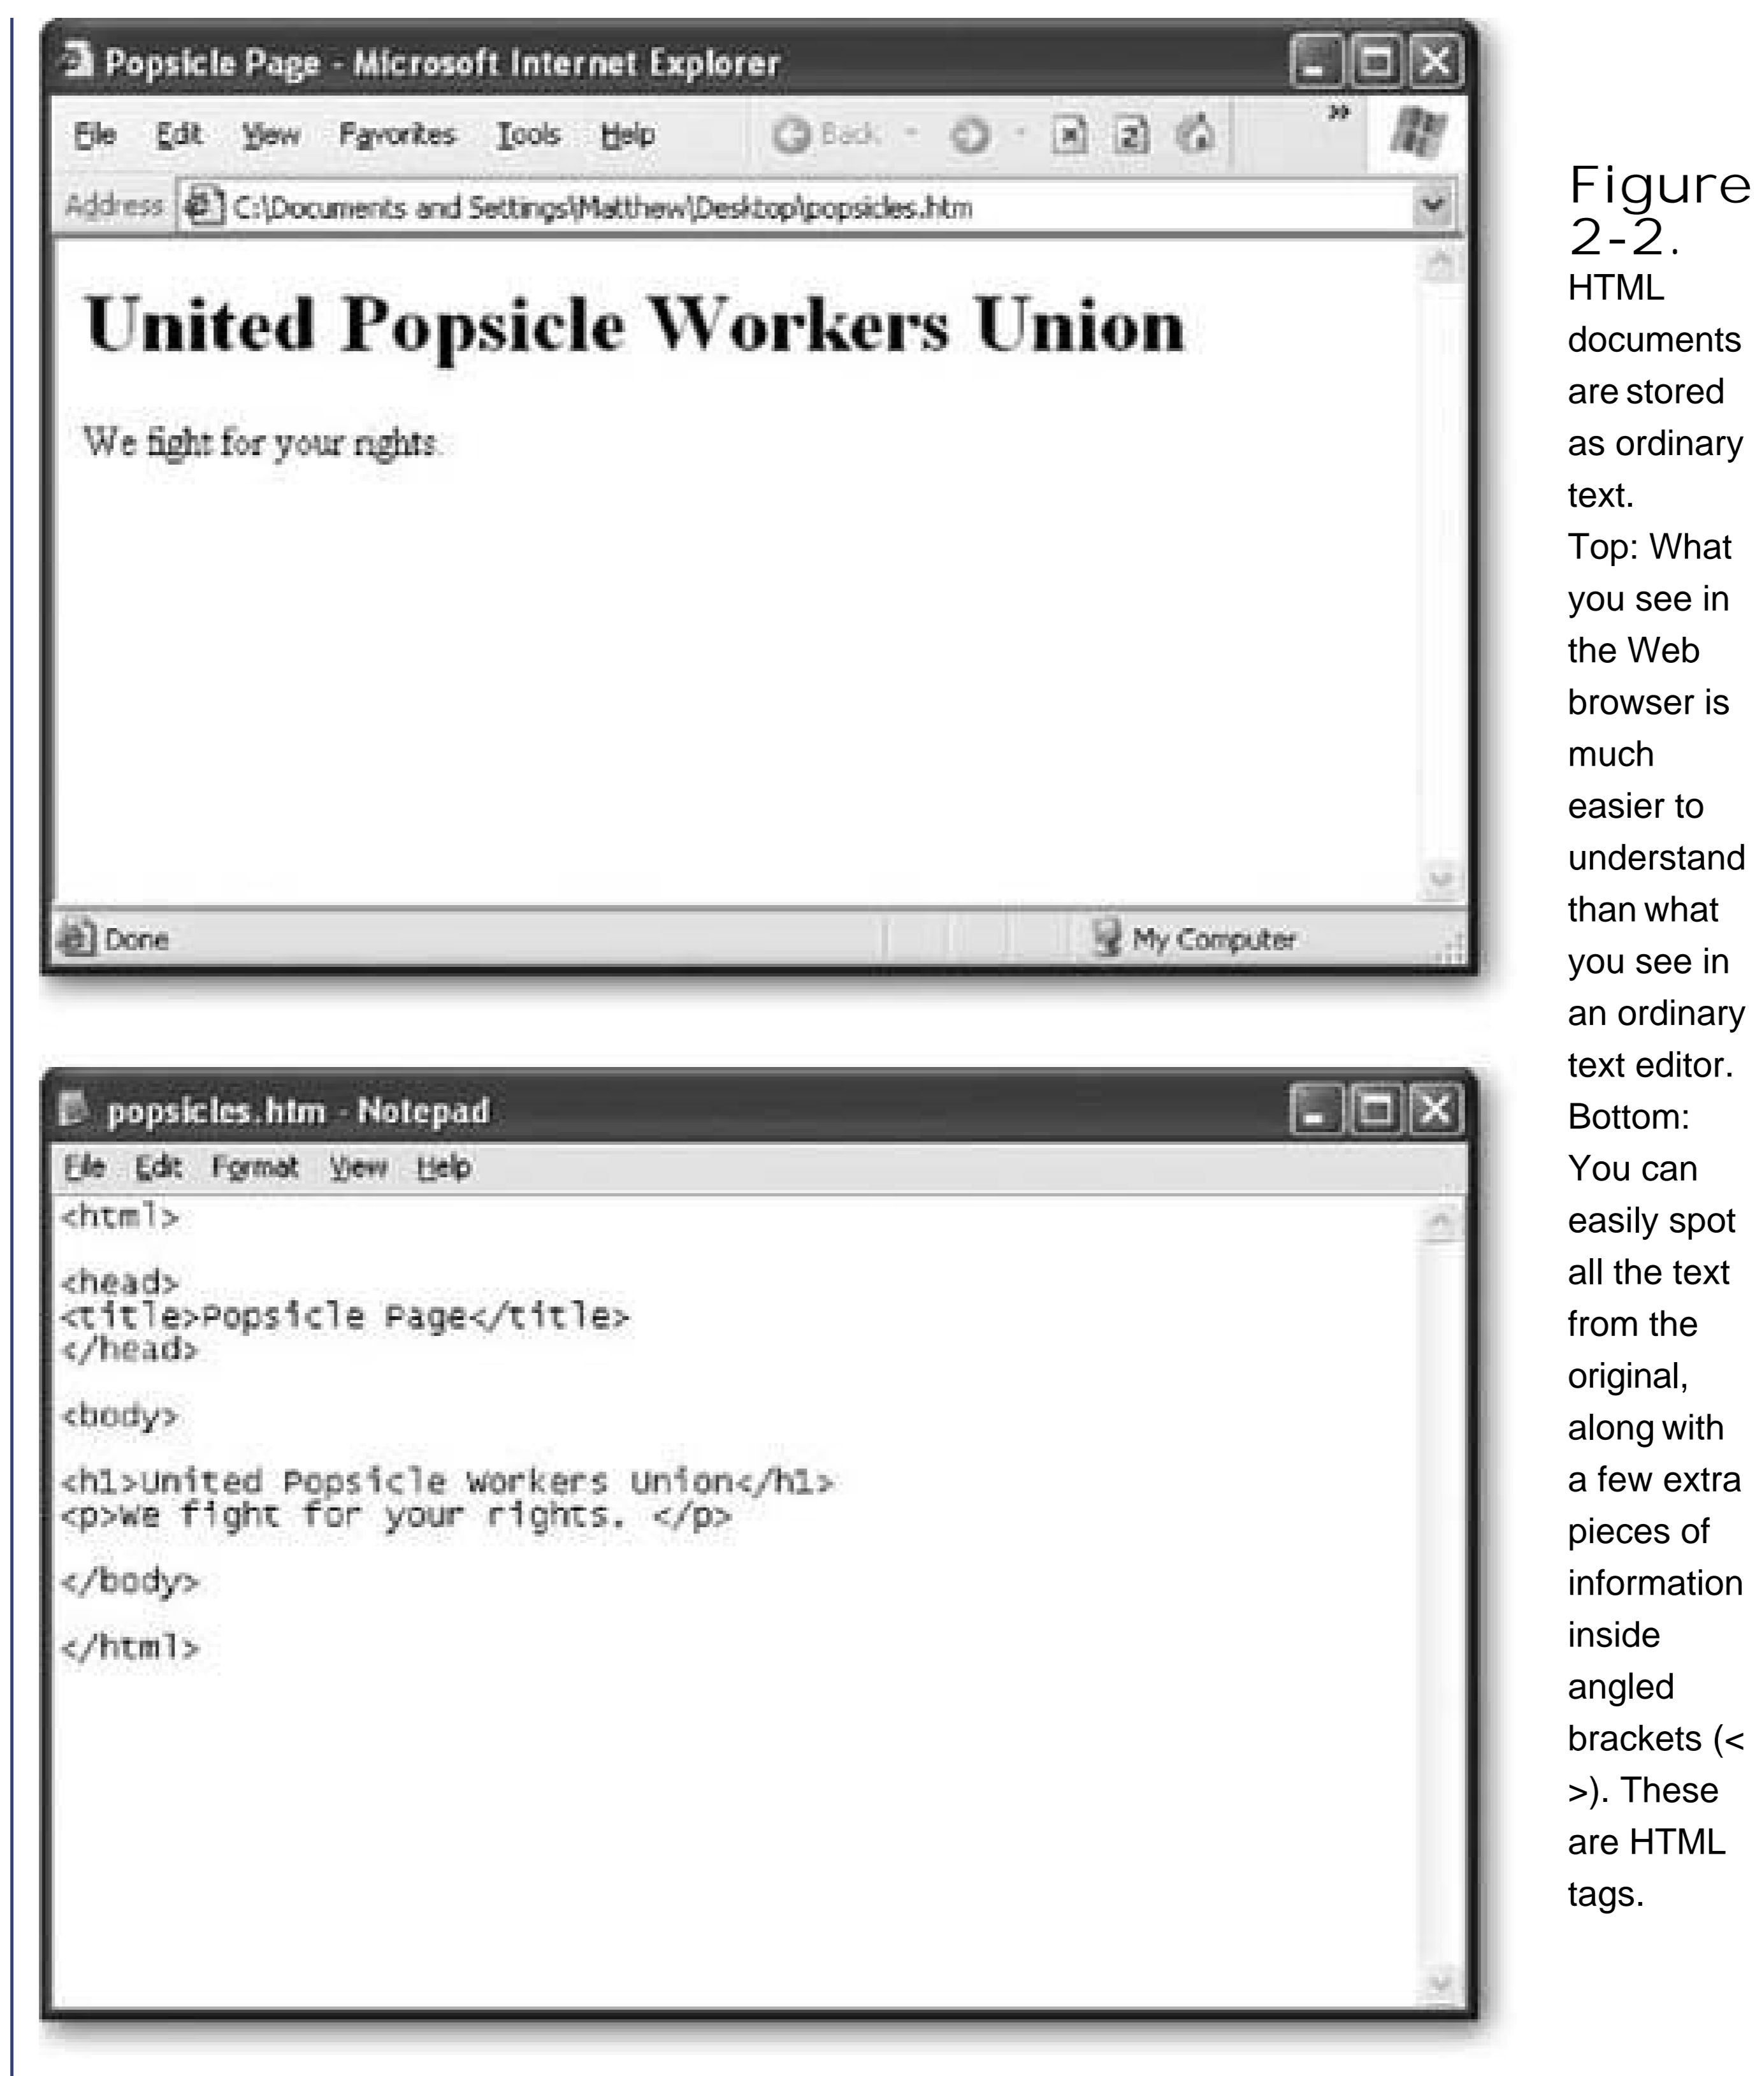 Popsicle Page - Microsoft Internet Explorer
File Edit View Favorites Tools Help Back »
Address C:\Documents and Settings\Matthew\Desktop\popsicles.htm
United Popsicle Workers Union
We fight for your rights.
Done My Computer
popsicles.htm - Notepad
File Edit Format View Help
<html>
<head>
<title>Popsicle Page</title>
</head>
<body>
<h1>United Popsicle Workers Union</h1>
<p>We fight for your rights. </p>
</body>
</html>
Figure
2-2.
HTML
documents
are stored
as ordinary
text.
Top: What
you see in
the Web
browser is
much
easier to
understand
than what
you see in
an ordinary
text editor.
Bottom:
You can
easily spot
all the text
from the
original,
along with
a few extra
pieces of
information
inside
angled
brackets (<
>). These
are HTML
tags.